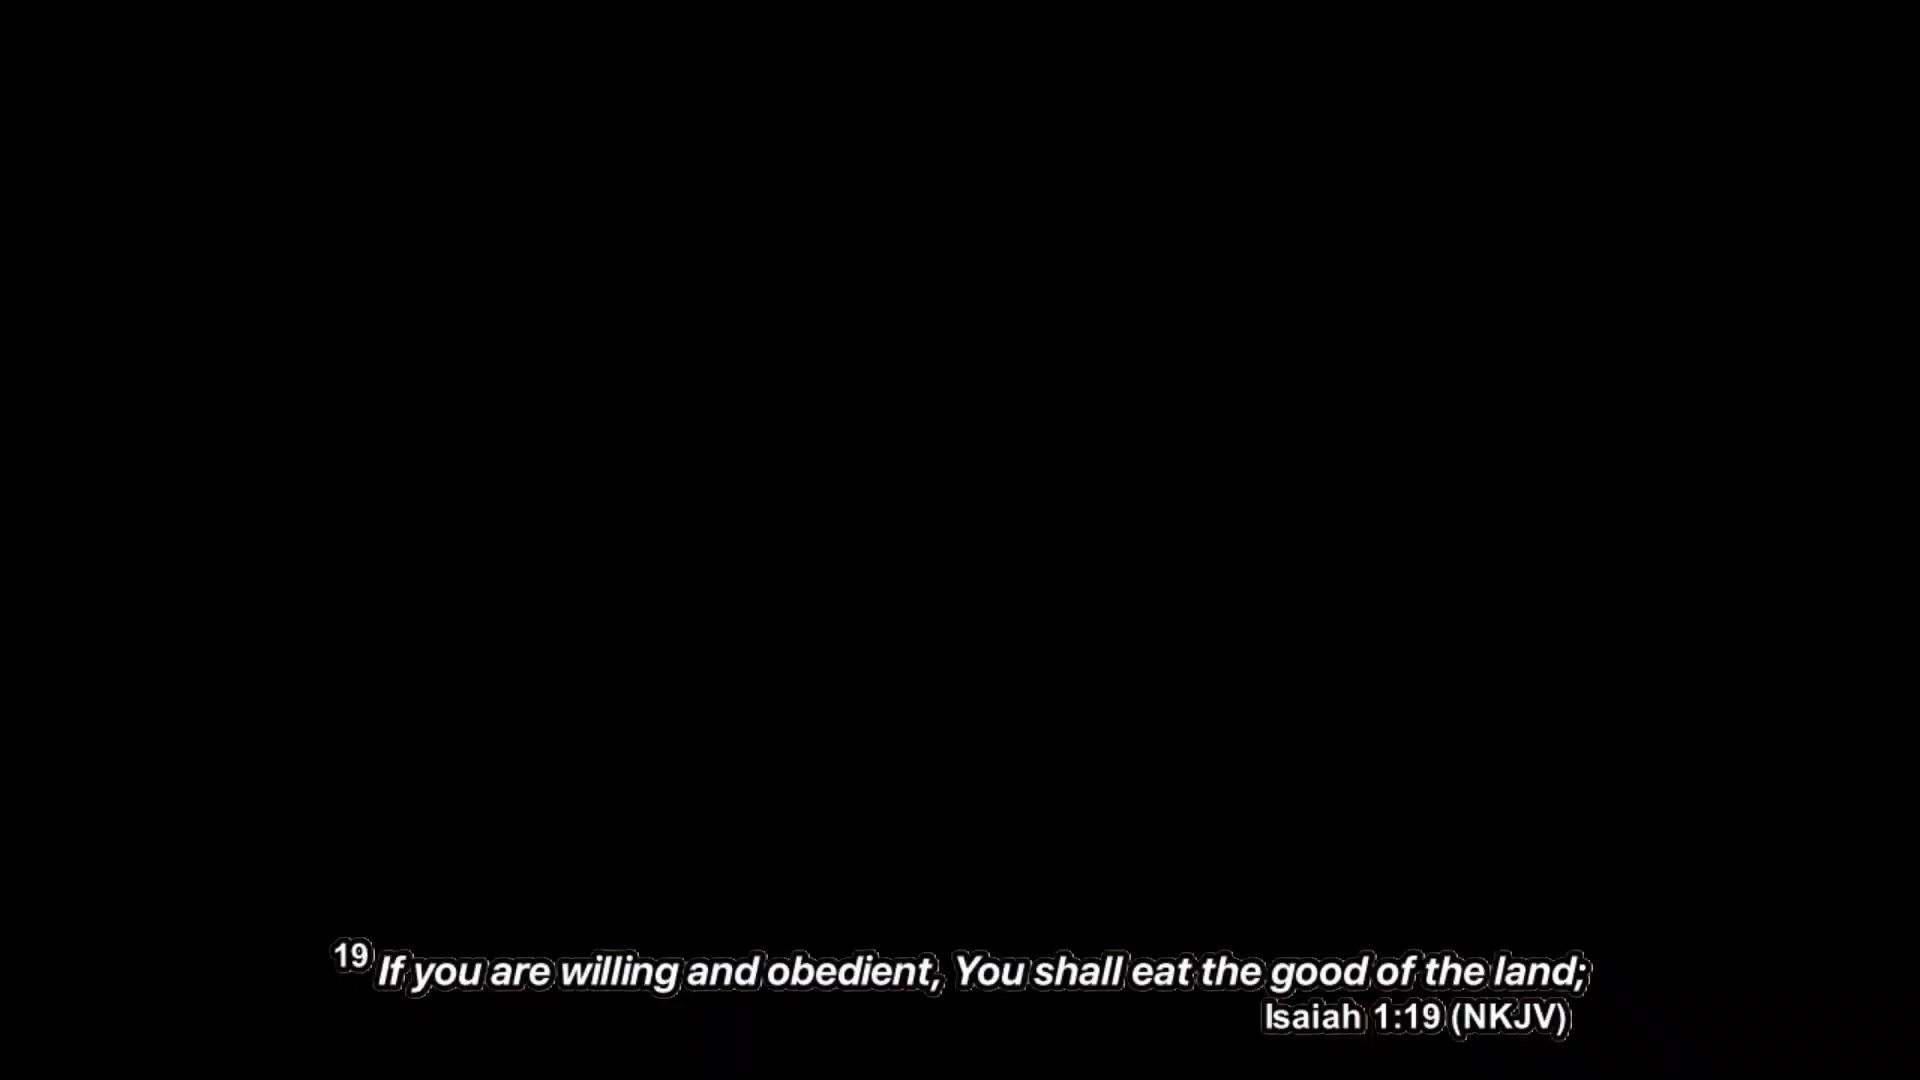 19 If you are willing and obedient, You shall eat the good of the land;
Isaiah 1:19 (NKJV)